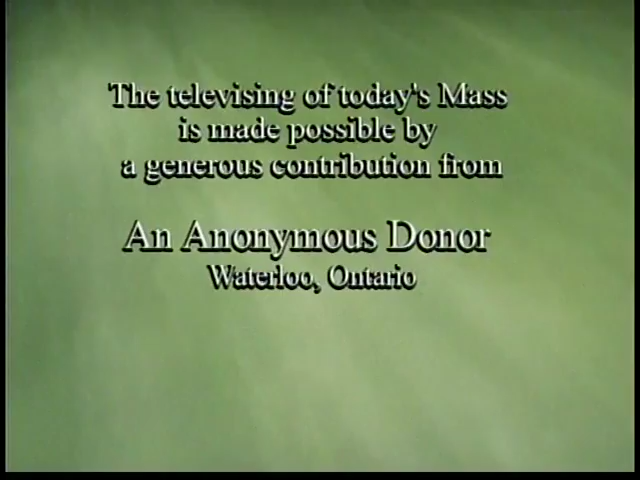 The televising of today's Mass
is made possible by
a generous contribution from
An Anonymous Donor
Waterloo, Ontario